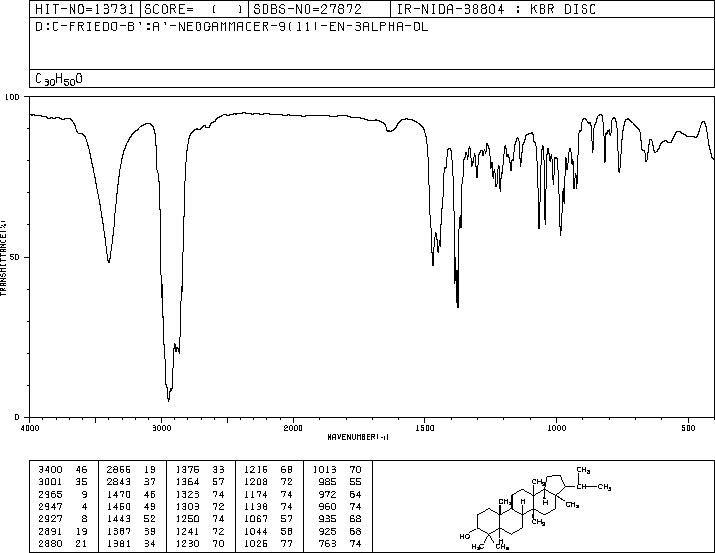 HIT-NO=13731 SCORE= ( ) SDBS-NO=27872 IR-NIDA-38804 : KBR DISC
D:C-FRIEDO-B':A'-NEOGAMMACER-9(11)-EN-3ALPHA-OL
C30H50O
100
TRANSMITTANCE(%)
50
0
4000 3000 2000 1500 1000 500
WAVENUMBER(-1)
3400 46 2866 19 1376 33 1216 68 1013 70
3001 35 2843 37 1364 57 1208 72 985 55
2965 9 1470 46 1323 74 1174 74 972 64
2947 4 1450 49 1303 72 1138 74 960 74
2927 8 1443 52 1250 74 1067 57 935 68
2891 19 1387 39 1241 72 1044 58 925 68
2880 21 1381 34 1230 70 1026 77 763 74
CH3
CH3 H CH-CH3
CH3 H CH3
H CH3
HO H
CH3 CH3